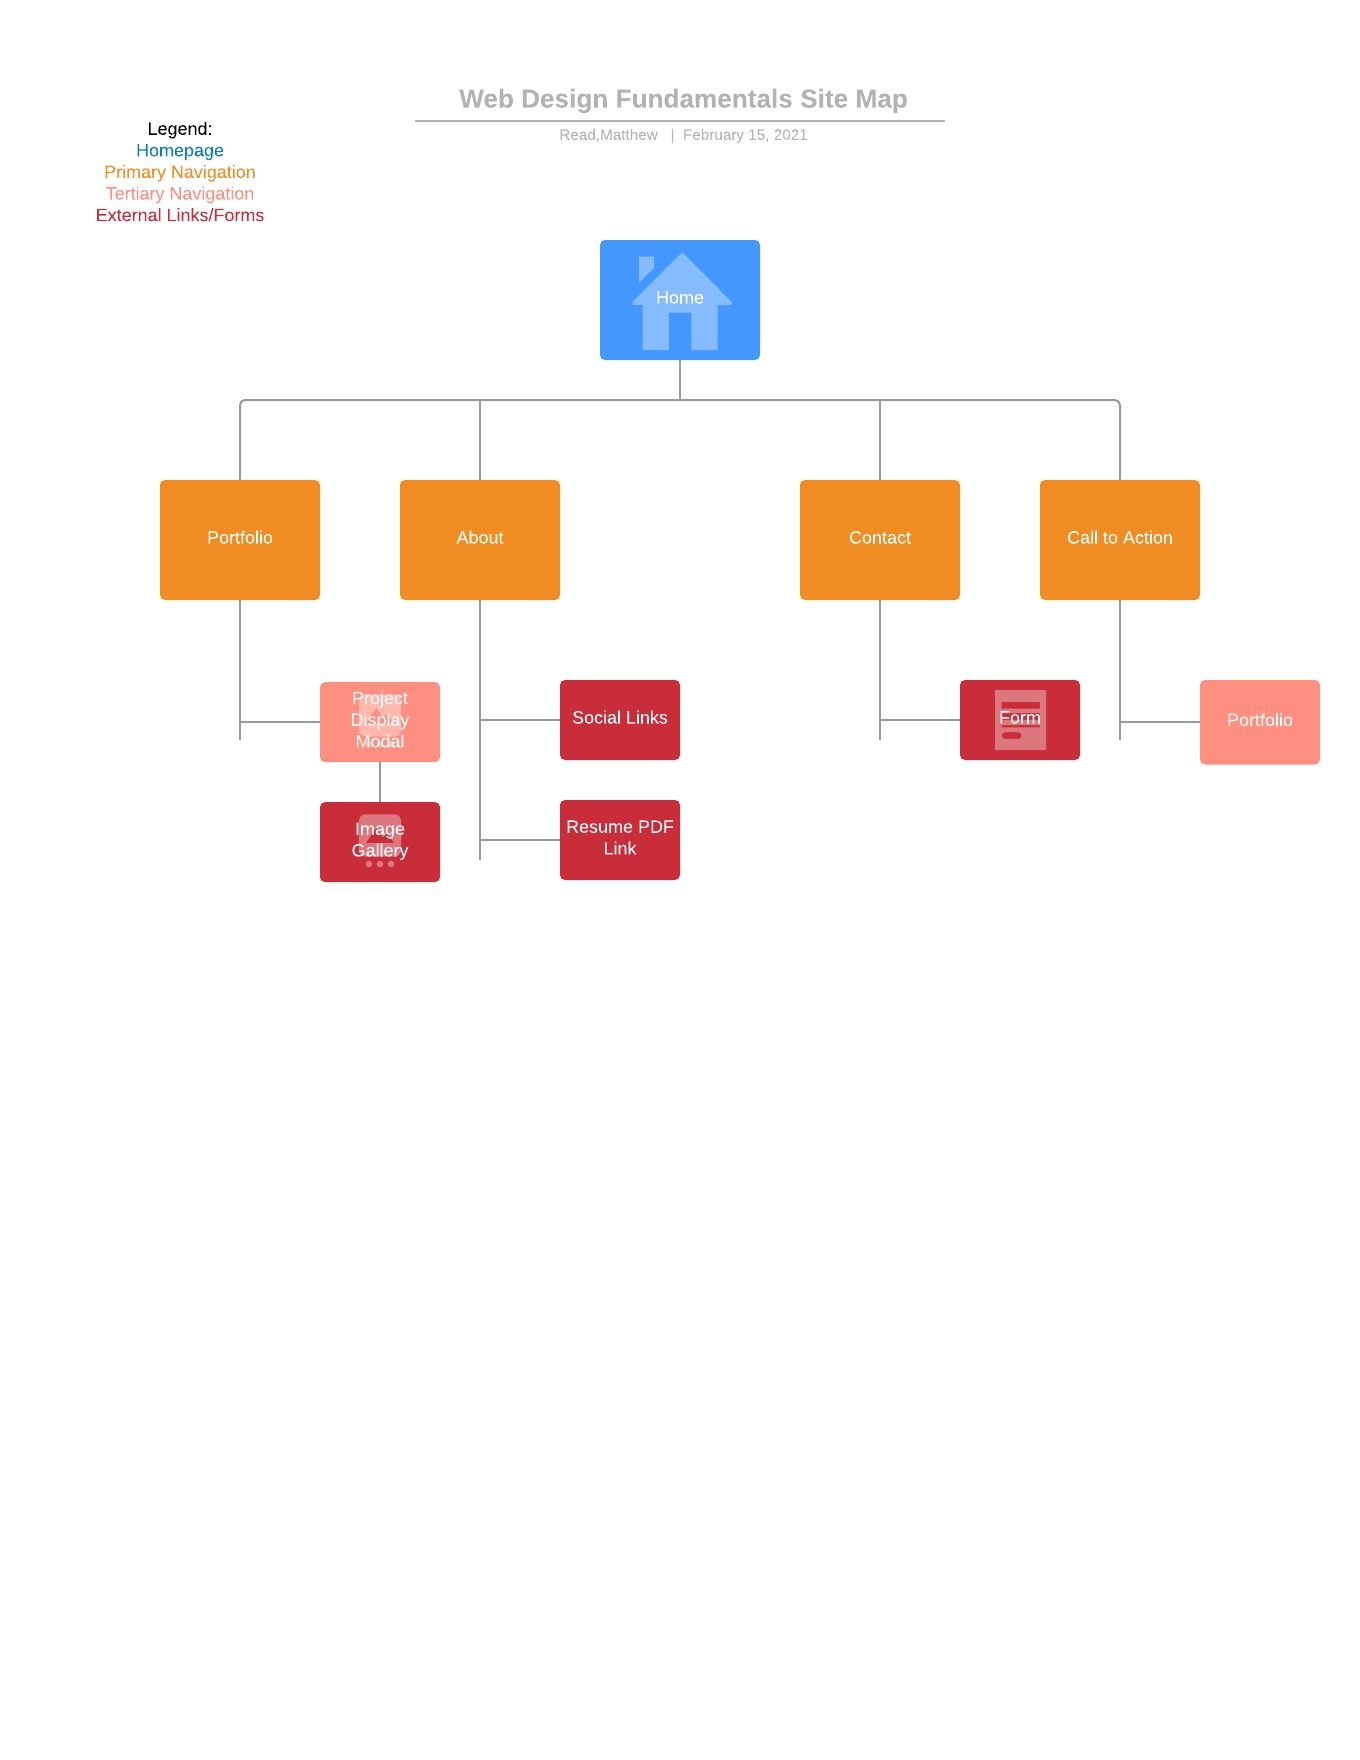 Web Design Fundamentals Site Map
Read,Matthew | February 15, 2021
Legend:
Homepage
Primary Navigation
Tertiary Navigation
External Links/Forms
Home
Portfolio
About
Contact
Call to Action
Project
Display
Modal
Social Links
Form
Portfolio
Image
Gallery
Resume PDF
Link